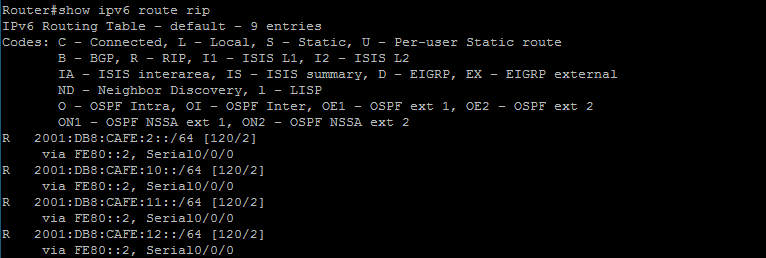 Router#show ipv6 route rip
IPv6 Routing Table - default - 9 entries
Codes: C - Connected, L - Local, S - Static, U - Per-user Static route
       B - BGP, R - RIP, I1 - ISIS L1, I2 - ISIS L2
       IA - ISIS interarea, IS - ISIS summary, D - EIGRP, EX - EIGRP external
       ND - Neighbor Discovery, l - LISP
       O - OSPF Intra, OI - OSPF Inter, OE1 - OSPF ext 1, OE2 - OSPF ext 2
       ON1 - OSPF NSSA ext 1, ON2 - OSPF NSSA ext 2
R   2001:DB8:CAFE:2::/64 [120/2]
     via FE80::2, Serial0/0/0
R   2001:DB8:CAFE:10::/64 [120/2]
     via FE80::2, Serial0/0/0
R   2001:DB8:CAFE:11::/64 [120/2]
     via FE80::2, Serial0/0/0
R   2001:DB8:CAFE:12::/64 [120/2]
     via FE80::2, Serial0/0/0